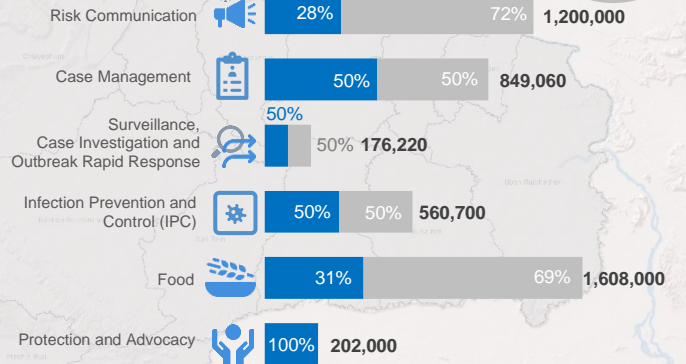 Risk Communication 28% 72% 1,200,000
Case Management 50% 50% 849,060
50%
Surveillance,
Case Investigation and
Outbreak Rapid Response
50% 176,220
Infection Prevention and
Control (IPC)
50% 50% 560,700
Food 31% 69% 1,608,000
Protection and Advocacy 100% 202,000